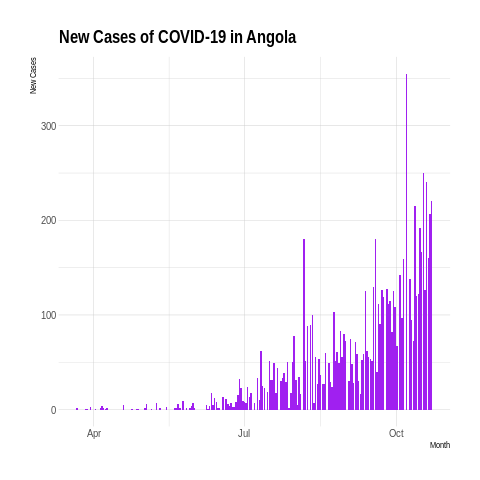 New Cases of COVID-19 in Angola
New Cases
300
200
100
0
Apr
Jul
Oct
Month